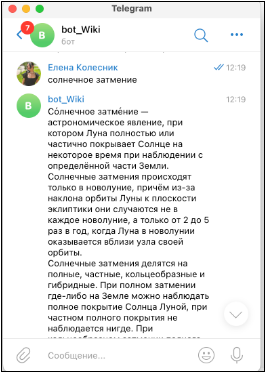 Telegram
7
B
bot_Wiki
бот
Елена Колесник
12:19
солнечное затмение
B
bot_Wiki
12:19
Со́лнечное затме́ние —
астрономическое явление, при
котором Луна полностью или
частично покрывает Солнце на
некоторое время при наблюдении с
определённой части Земли.
Солнечные затмения происходят
только в новолуние, причём из-за
наклона орбиты Луны к плоскости
эклиптики они случаются не в
каждое новолуние, а только от 2 до 5
раз в год, когда Луна в новолунии
оказывается вблизи узла своей
орбиты.
Солнечные затмения делятся на
полные, частные, кольцеобразные и
гибридные. При полном затмении
где-либо на Земле можно наблюдать
полное покрытие Солнца Луной, при
частном полного покрытия не
наблюдается нигде. При
Сообщение...